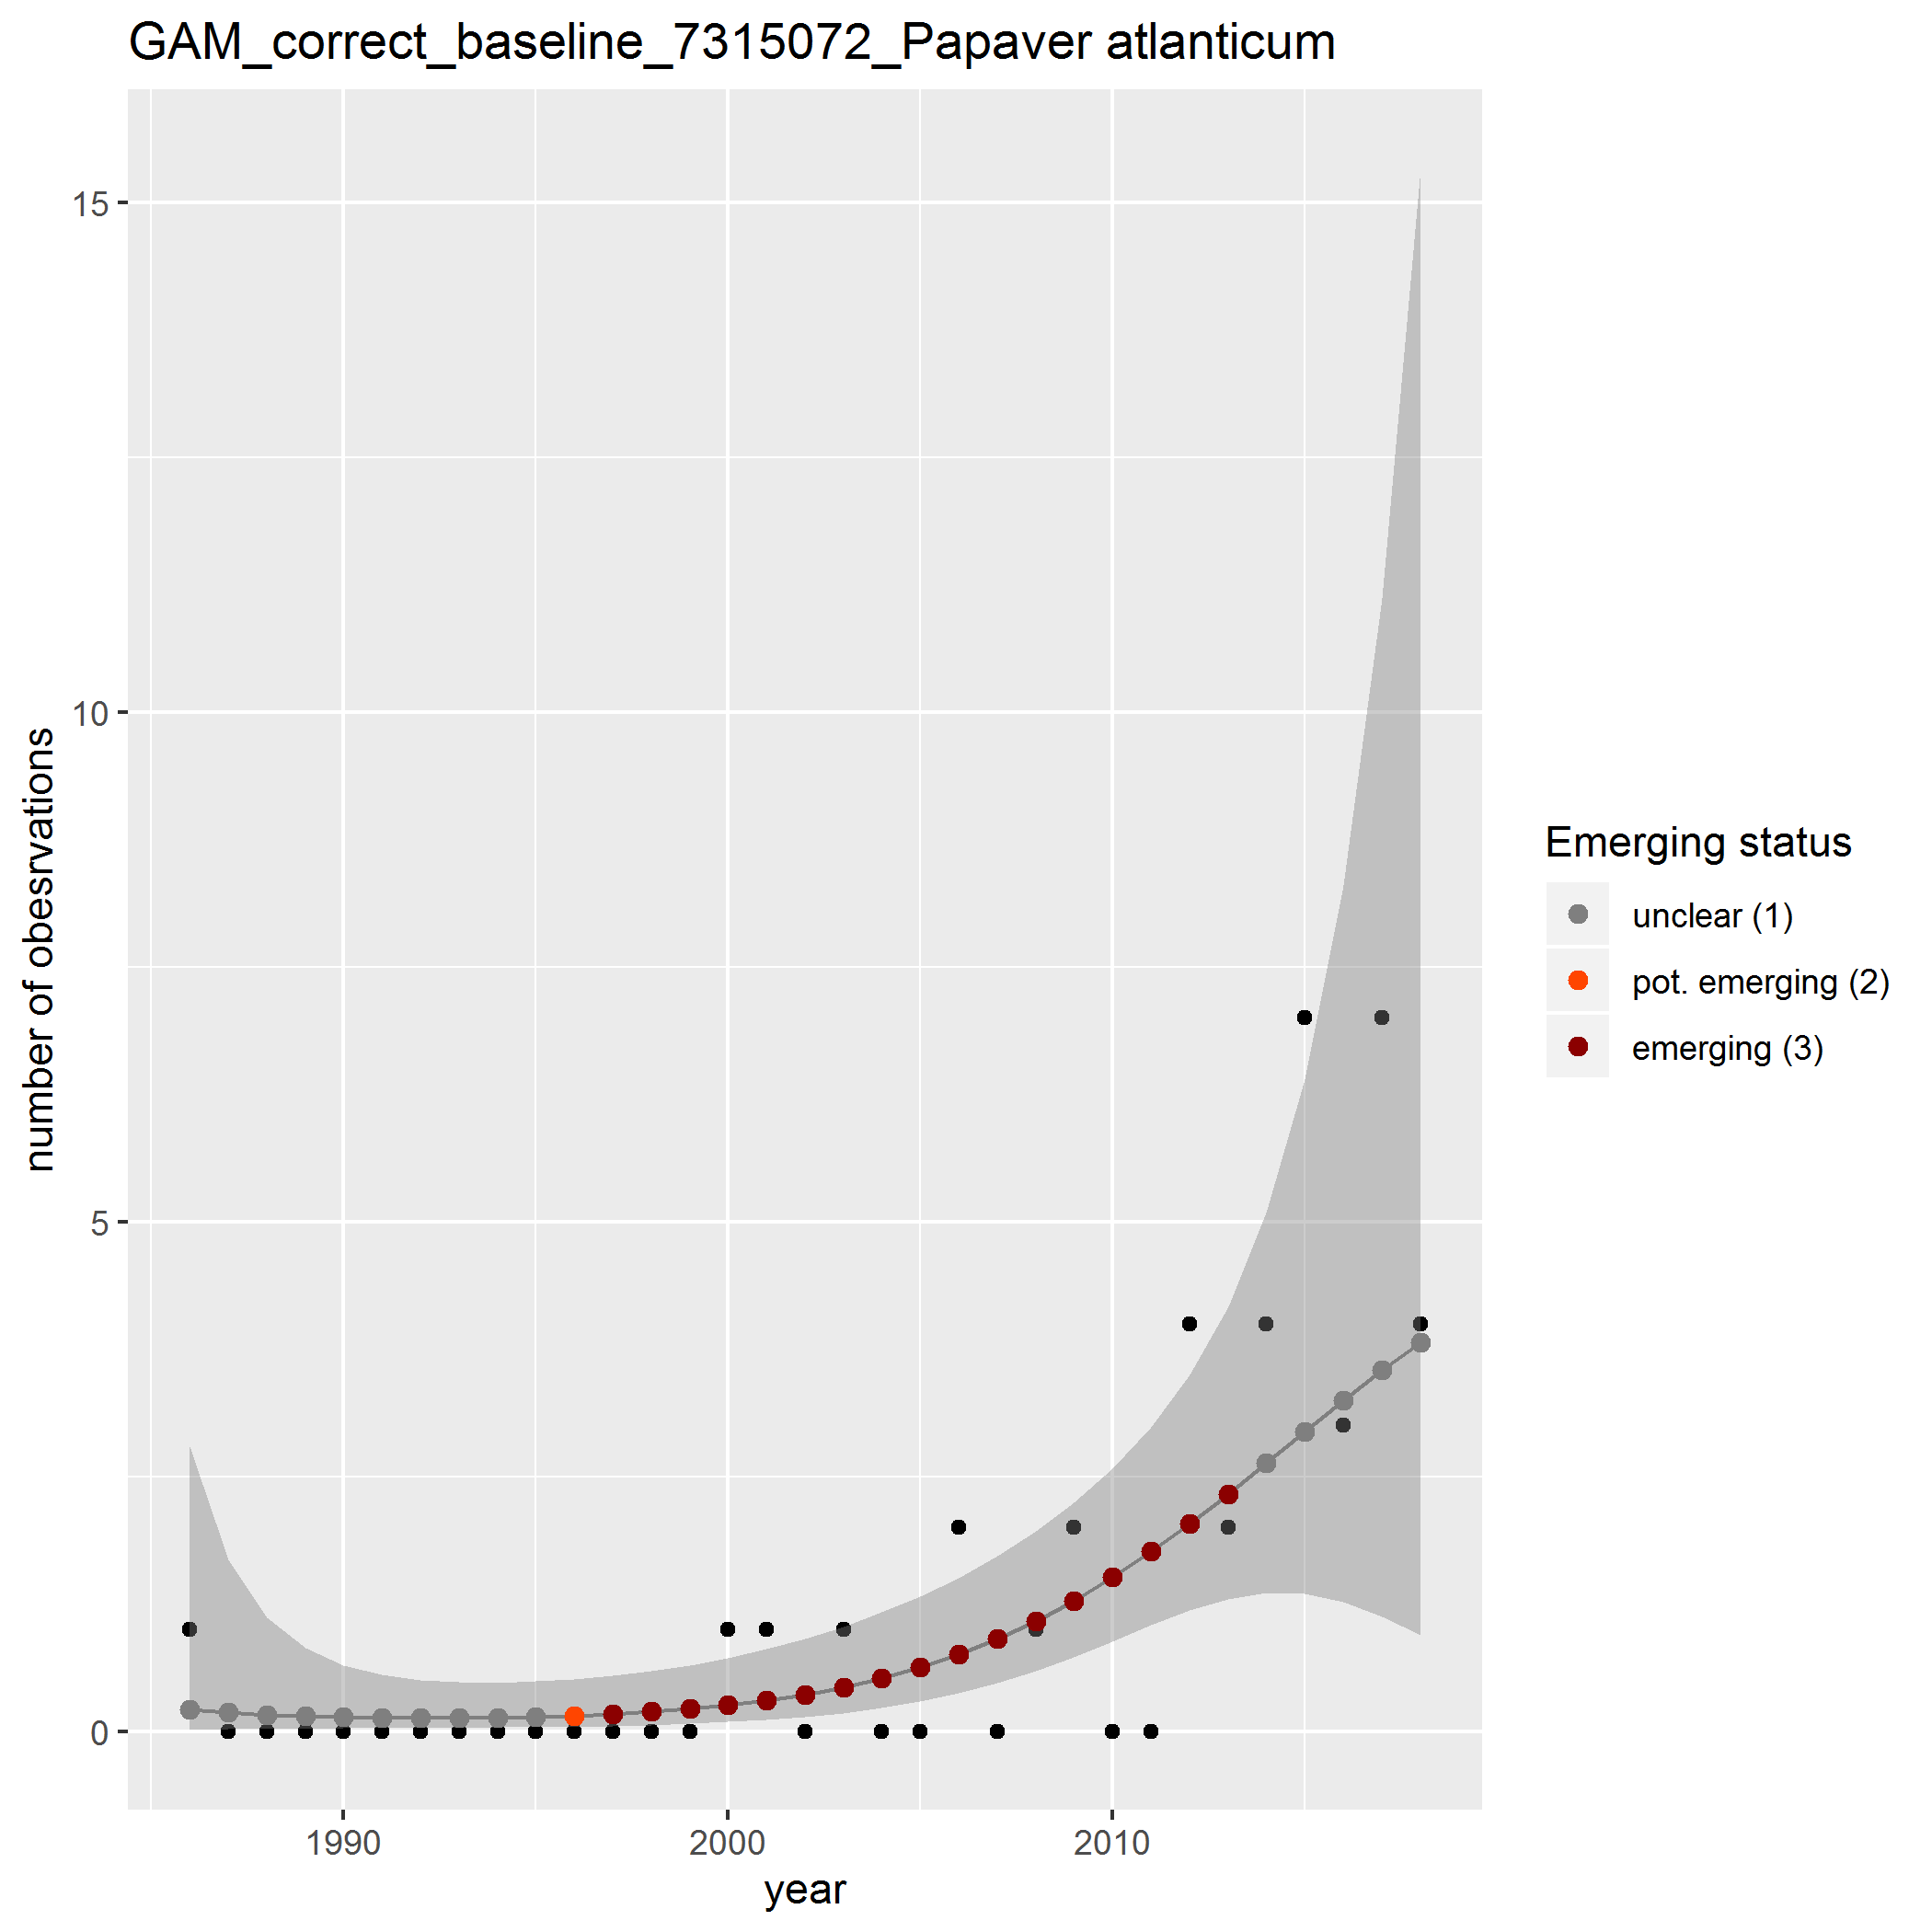 GAM_correct_baseline_7315072_Papaver atlanticum
15
10
5
0
number of obesrvations
1990
2000
2010
year
Emerging status
unclear (1)
pot. emerging (2)
emerging (3)